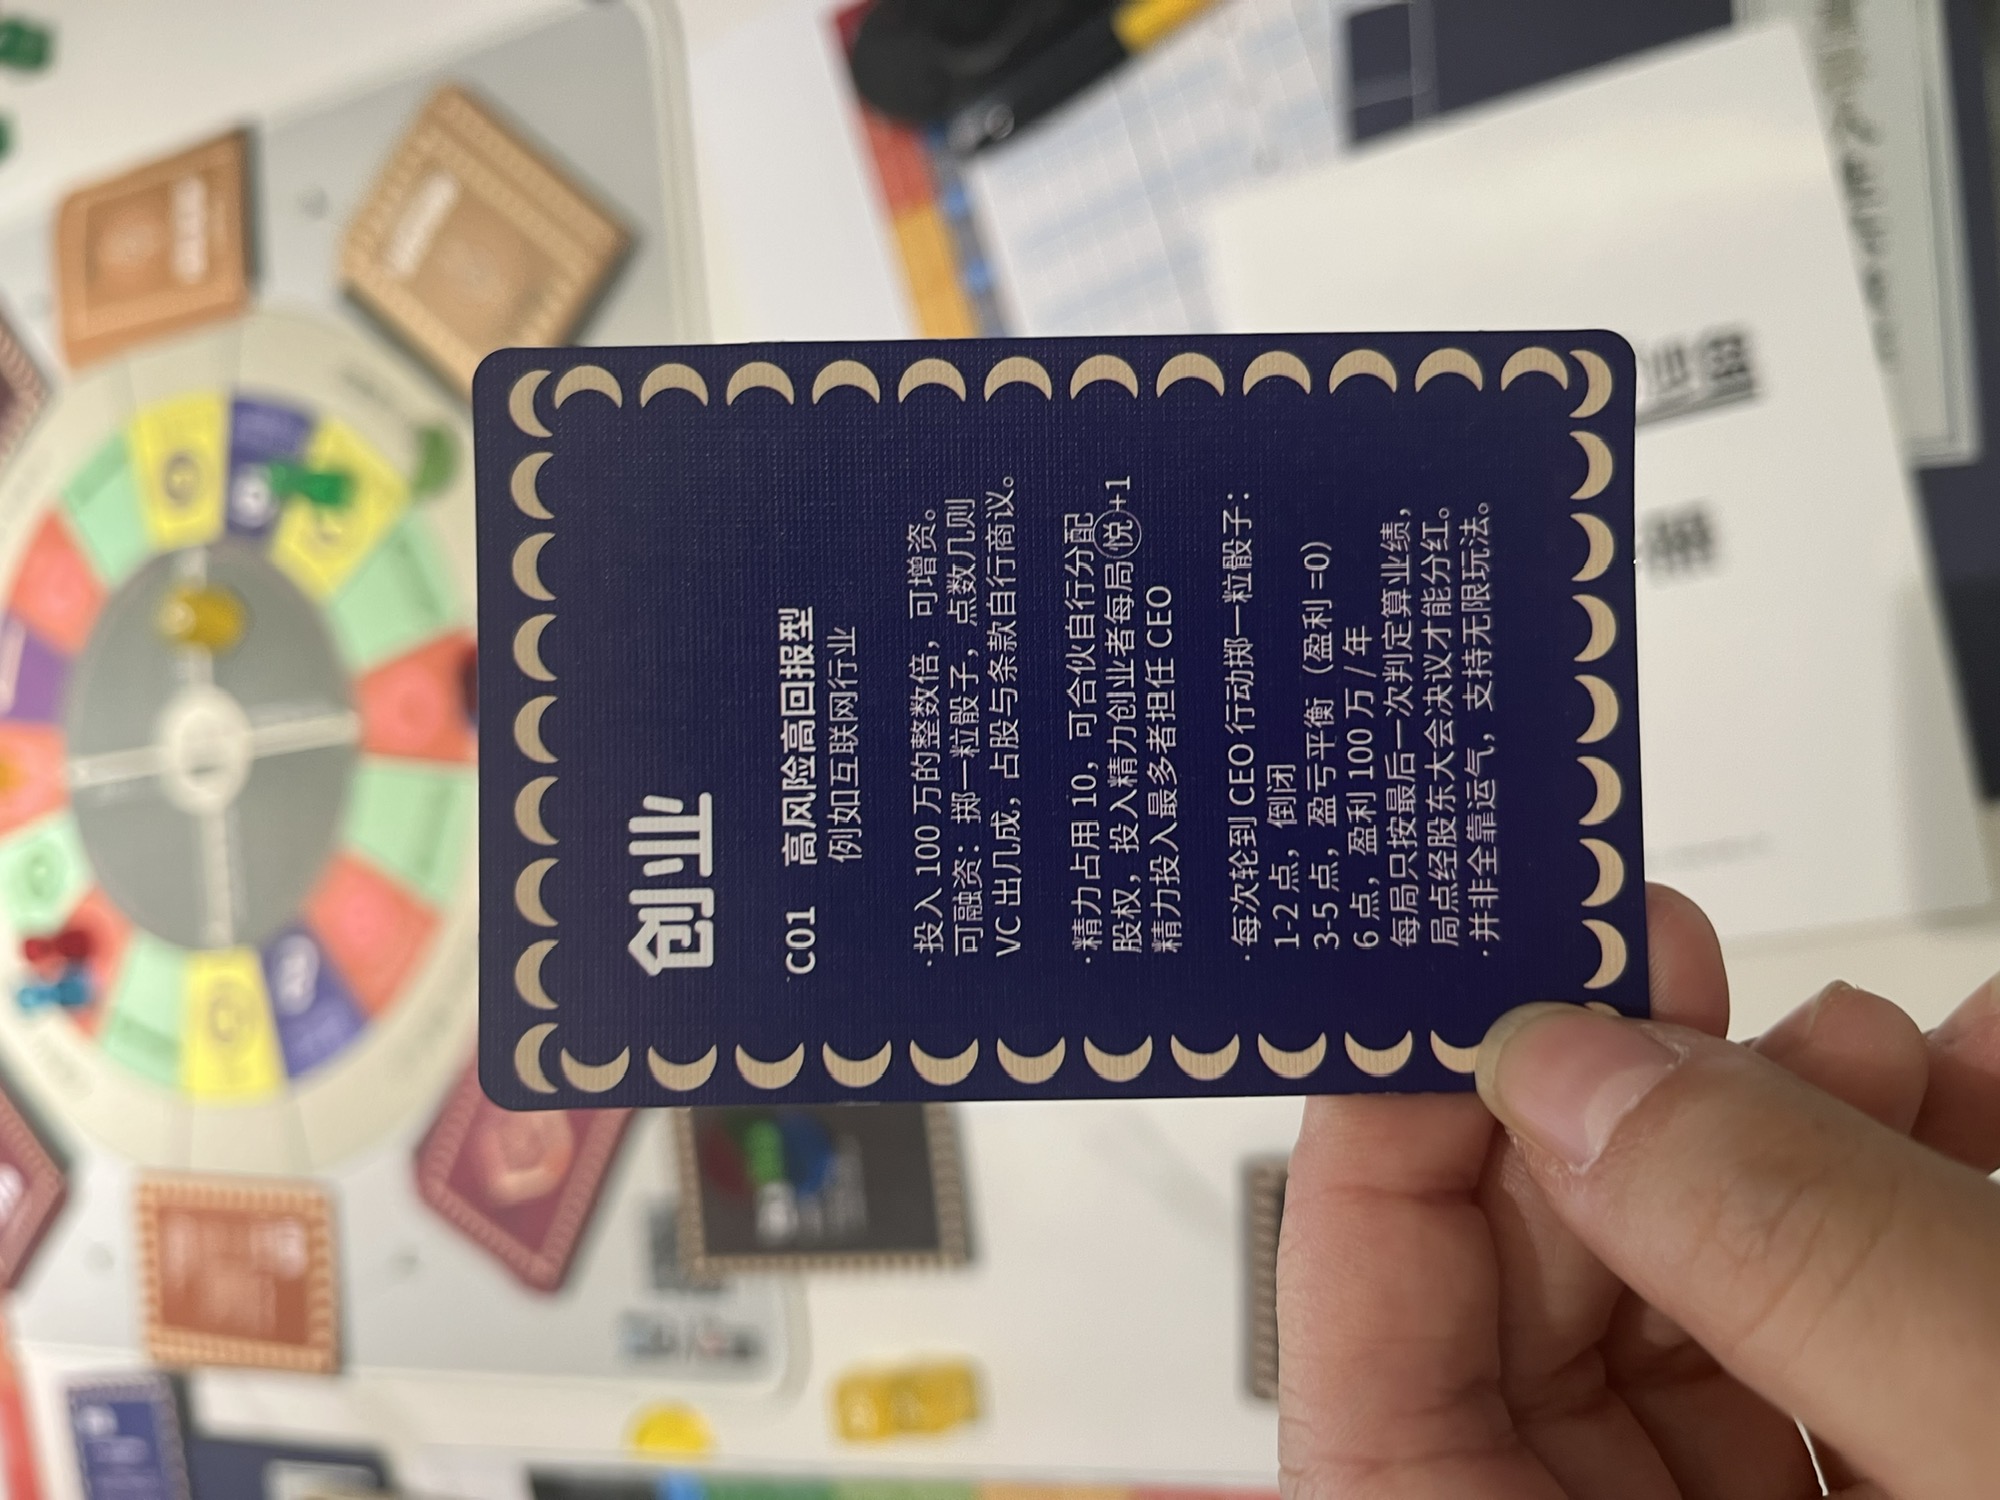 创业
C01 高风险高回报型
例如互联网行业
·投入 100 万的整数倍，可增资。
可融资：掷一粒骰子，点数几则
VC 出几成，占股与条款自行商议。
·精力占用 10，可合伙自行分配
股权，投入精力创业者每局悦+1
精力投入最多者担任 CEO
·每次轮到 CEO 行动掷一粒骰子：
1-2 点，倒闭
3-5 点，盈亏平衡（盈利 =0）
6 点，盈利 100 万 / 年
每局只按最后一次判定算业绩，
局点经股东大会决议才能分红。
·并非全靠运气，支持无限玩法。
沙盘
册